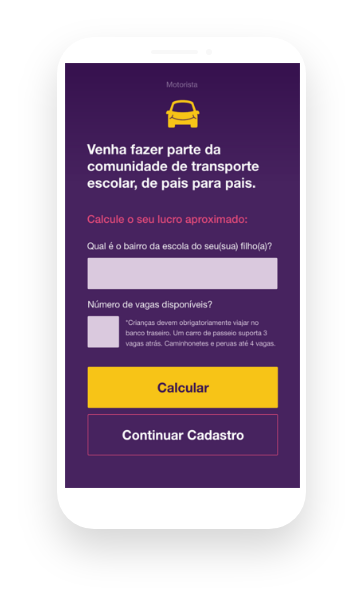 Motorista
Venha fazer parte da
comunidade de transporte
escolar, de pais para pais.
Calcule o seu lucro aproximado:
Qual é o bairro da escola do seu(sua) filho(a)?
Número de vagas disponíveis?
*Crianças devem obrigatoriamente viajar no
banco traseiro. Um carro de passeio suporta 3
vagas atrás. Caminhonetes e peruas até 4 vagas.
Calcular
Continuar Cadastro